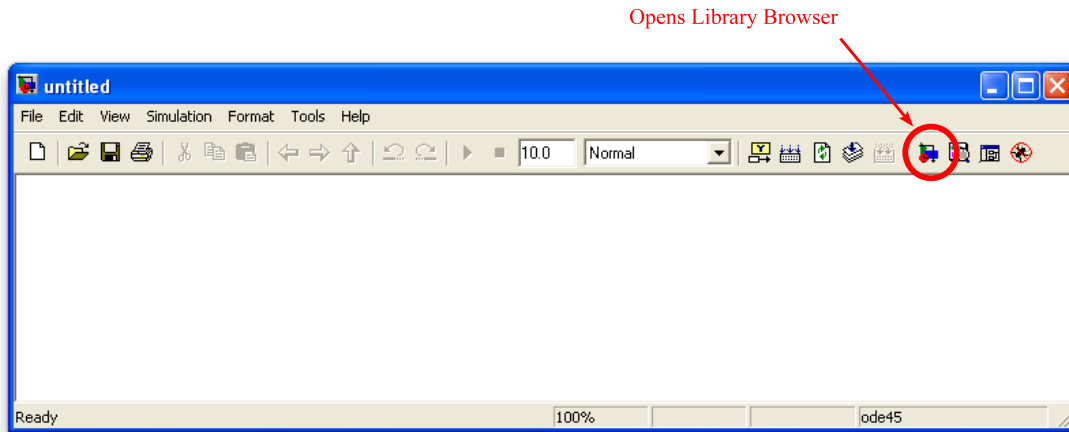 Opens Library Browser
untitled
File Edit View Simulation Format Tools Help
10.0 Normal
Ready 100% ode45